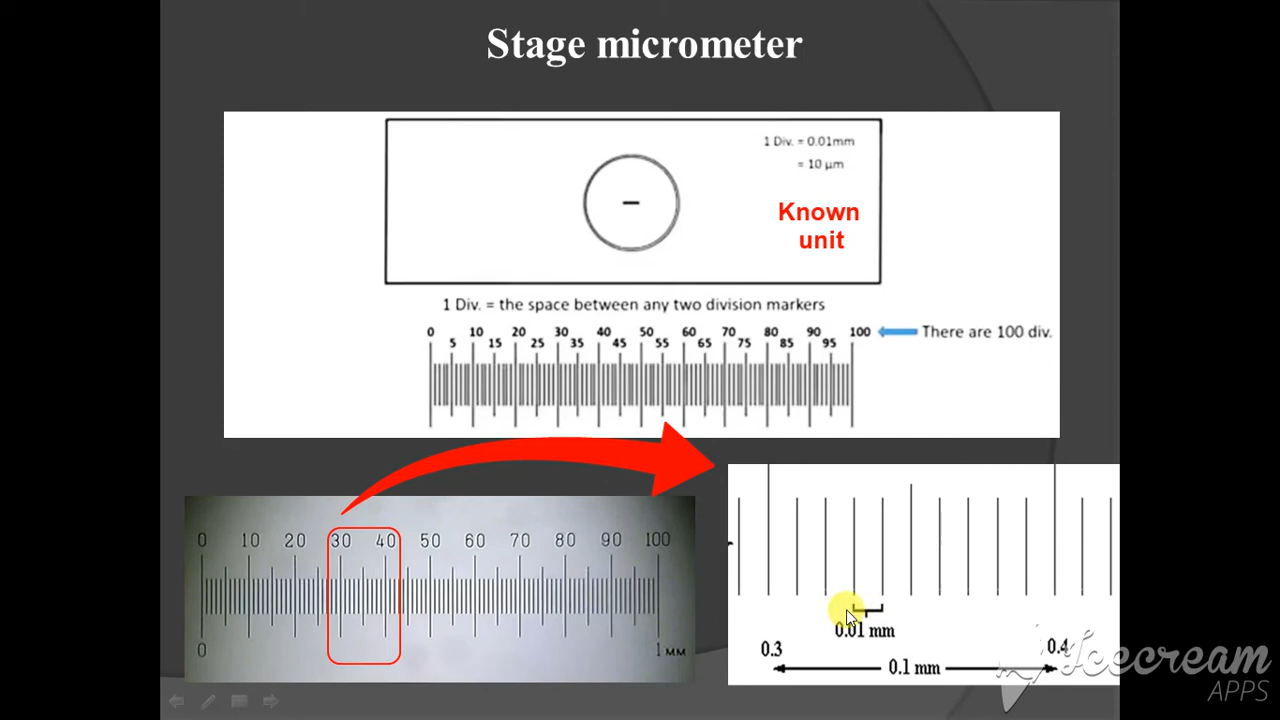 Stage micrometer
1 Div. = 0.01mm
= 10 µm
Known
unit
1 Div. = the space between any two division markers
0 10 20 30 40 50 60 70 80 90 100
There are 100 div.
5 15 25 35 45 55 65 75 85 95
0 10 20 30 40 50 60 70 80 90 100
0 1 MM
0.01 mm
0.3 0.4
0.1 mm
Icecream
APPS